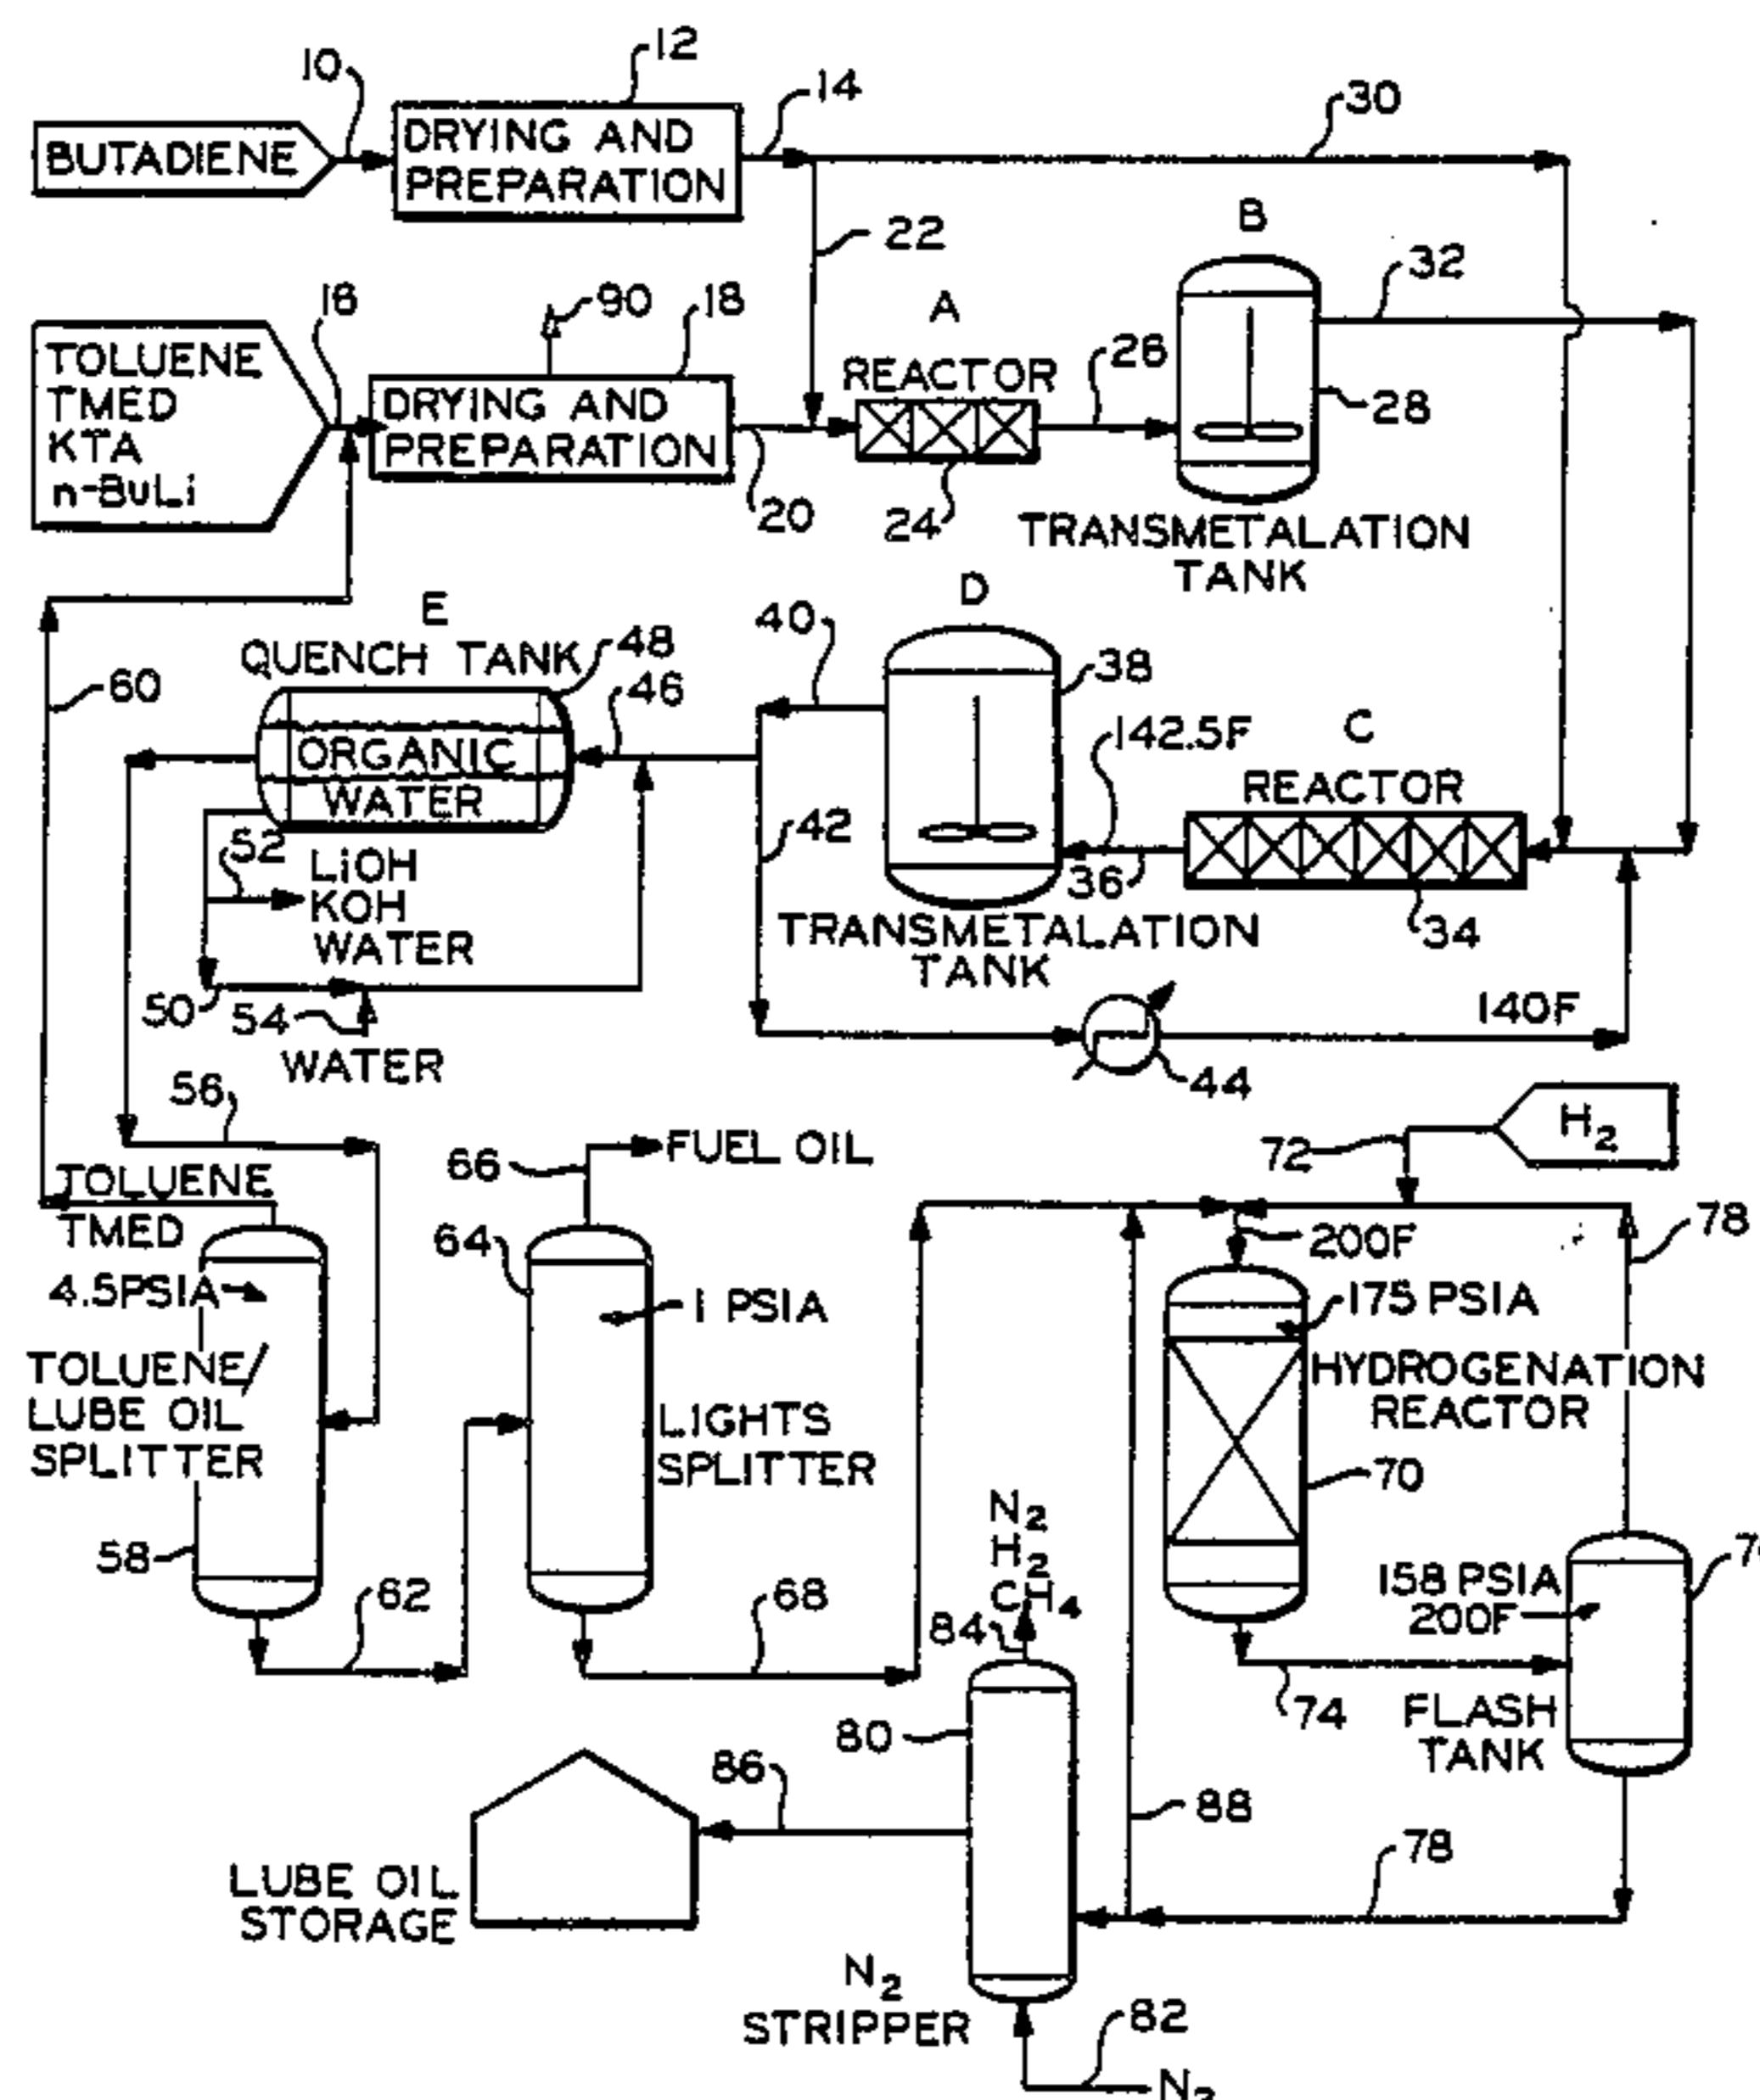 10
12
14
30
BUTADIENE
DRYING AND
PREPARATION
22
B
32
16
90
18
A
TOLUENE
TMED
KTA
n-BuLi
DRYING AND
PREPARATION
REACTOR
26
28
20
24
TRANSMETALATION
TANK
E
D
40
QUENCH TANK
48
60
46
38
C
ORGANIC
WATER
142.5F
REACTOR
42
52
LiOH
KOH
WATER
36
34
TRANSMETALATION
TANK
50
54
WATER
140F
44
56
H2
66
FUEL OIL
72
TOLUENE
TMED
64
200F
78
4.5PSIA
1 PSIA
175 PSIA
TOLUENE/
LUBE OIL
SPLITTER
LIGHTS
SPLITTER
HYDROGENATION
REACTOR
70
58
N2
H2
CH4
158 PSIA
200F
62
68
84
74
FLASH
TANK
80
86
88
78
LUBE OIL
STORAGE
N2
STRIPPER
82
N2